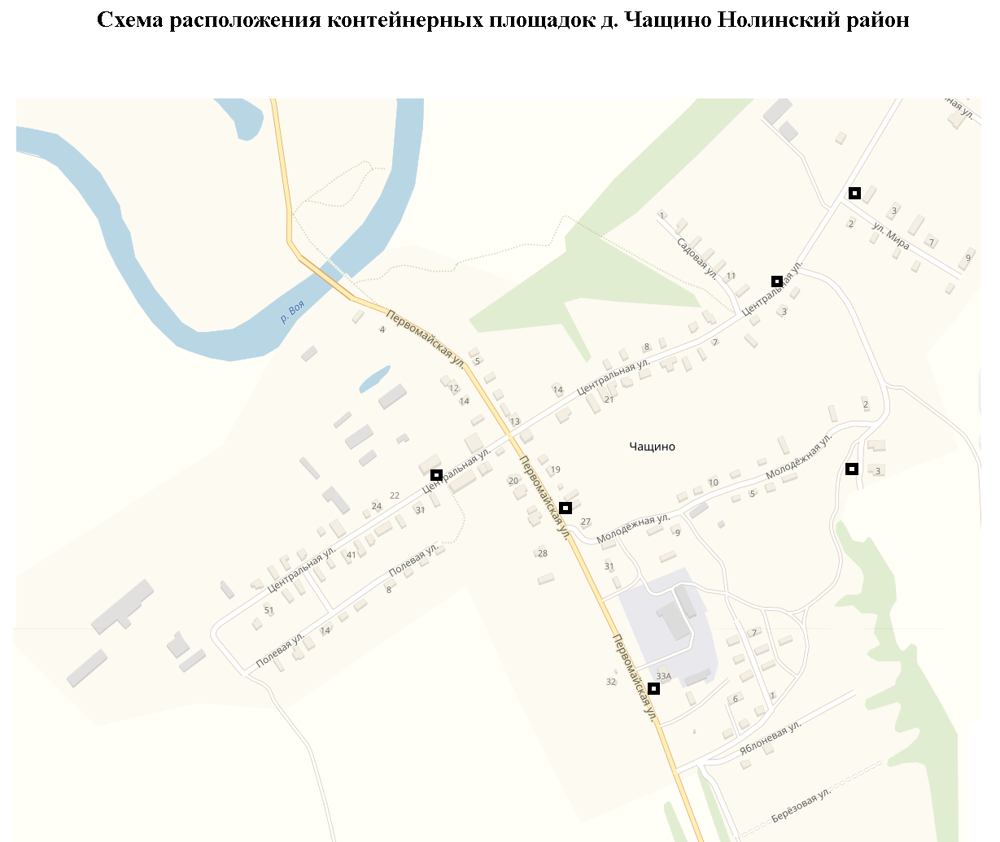 Схема расположения контейнерных площадок д. Чащино Нолинский район
ная ул.
1
3
2
ул. Мира
7
9
Садовая ул.
11
р. Воя
Центральная ул.
3
4
Первомайская ул.
5
8
7
Центральная ул.
12
14
14
21
2
13
Чащино
Молодёжная ул.
Центральная ул.
Первомайская ул.
19
3
20
10
5
22
24
31
27
Молодёжная ул.
9
41
28
Полевая ул.
31
Центральная ул.
8
51
14
7
Полевая ул.
Первомайская ул.
32
33А
6
1
Яблоневая ул.
Берёзовая ул.